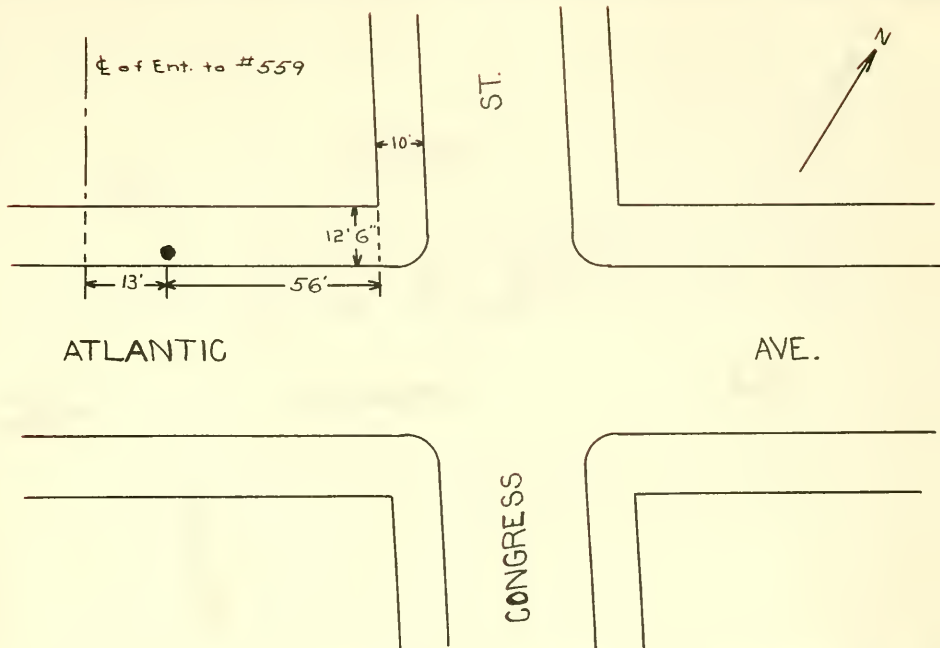 ℄ of Ent. to #559
N
ST.
10'
12'6"
13'
56'
ATLANTIC
AVE.
CONGRESS